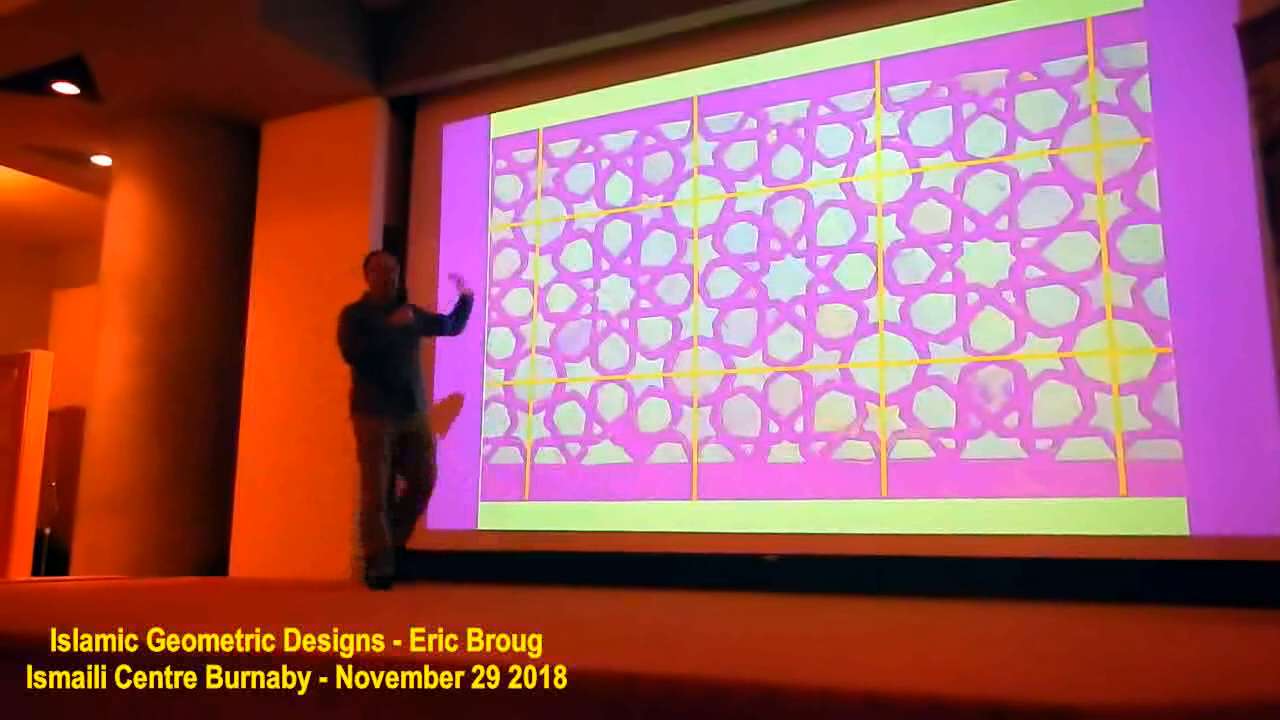 Islamic Geometric Designs - Eric Broug
Ismaili Centre Burnaby - November 29 2018